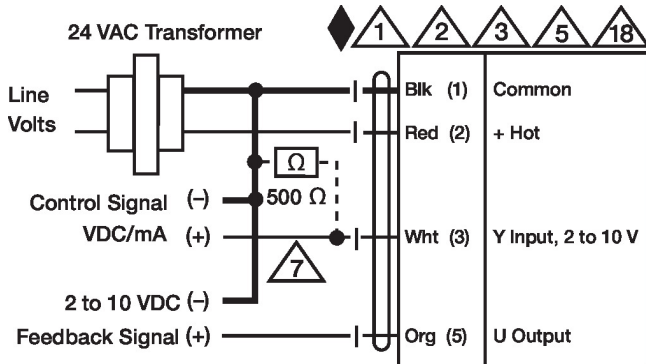 24 VAC Transformer
1 2 3 5 18
Line
Volts
Blk (1) Common
Red (2) + Hot
Ω
500 Ω
Control Signal (-)
VDC/mA (+)
Wht (3) Y Input, 2 to 10 V
7
2 to 10 VDC (-)
Feedback Signal (+)
Org (5) U Output